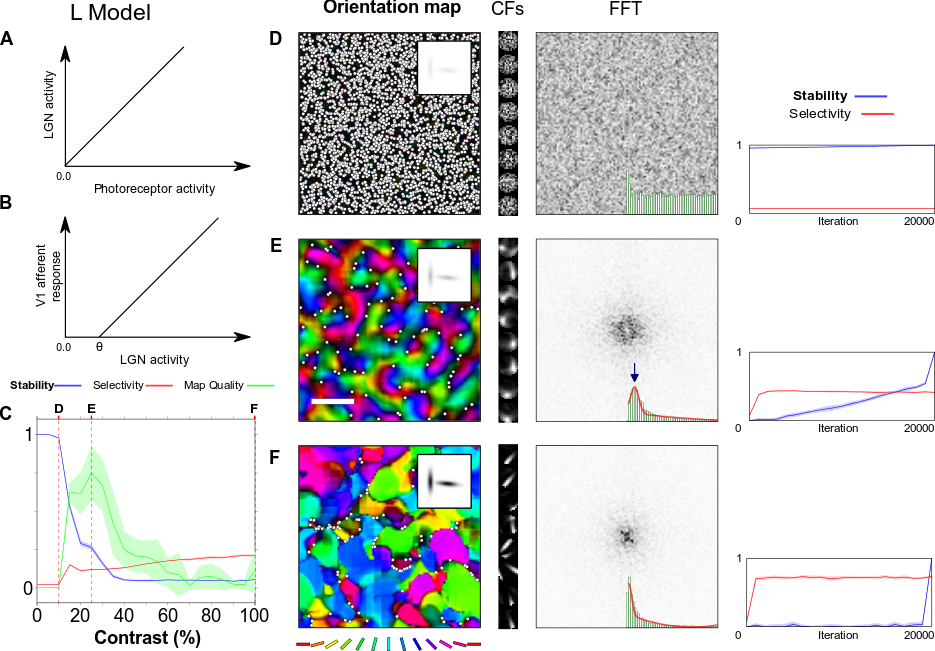 L Model
Orientation map
CFs
FFT
A
LGN activity
0.0
Photoreceptor activity
B
V1 afferent
response
0.0
θ
LGN activity
Stability
Selectivity
Map Quality
C
D
E
F
1
0
0
20
40
60
80
100
Contrast (%)
D
Stability
Selectivity
1
0
Iteration
20000
E
1
0
Iteration
20000
F
1
0
Iteration
20000